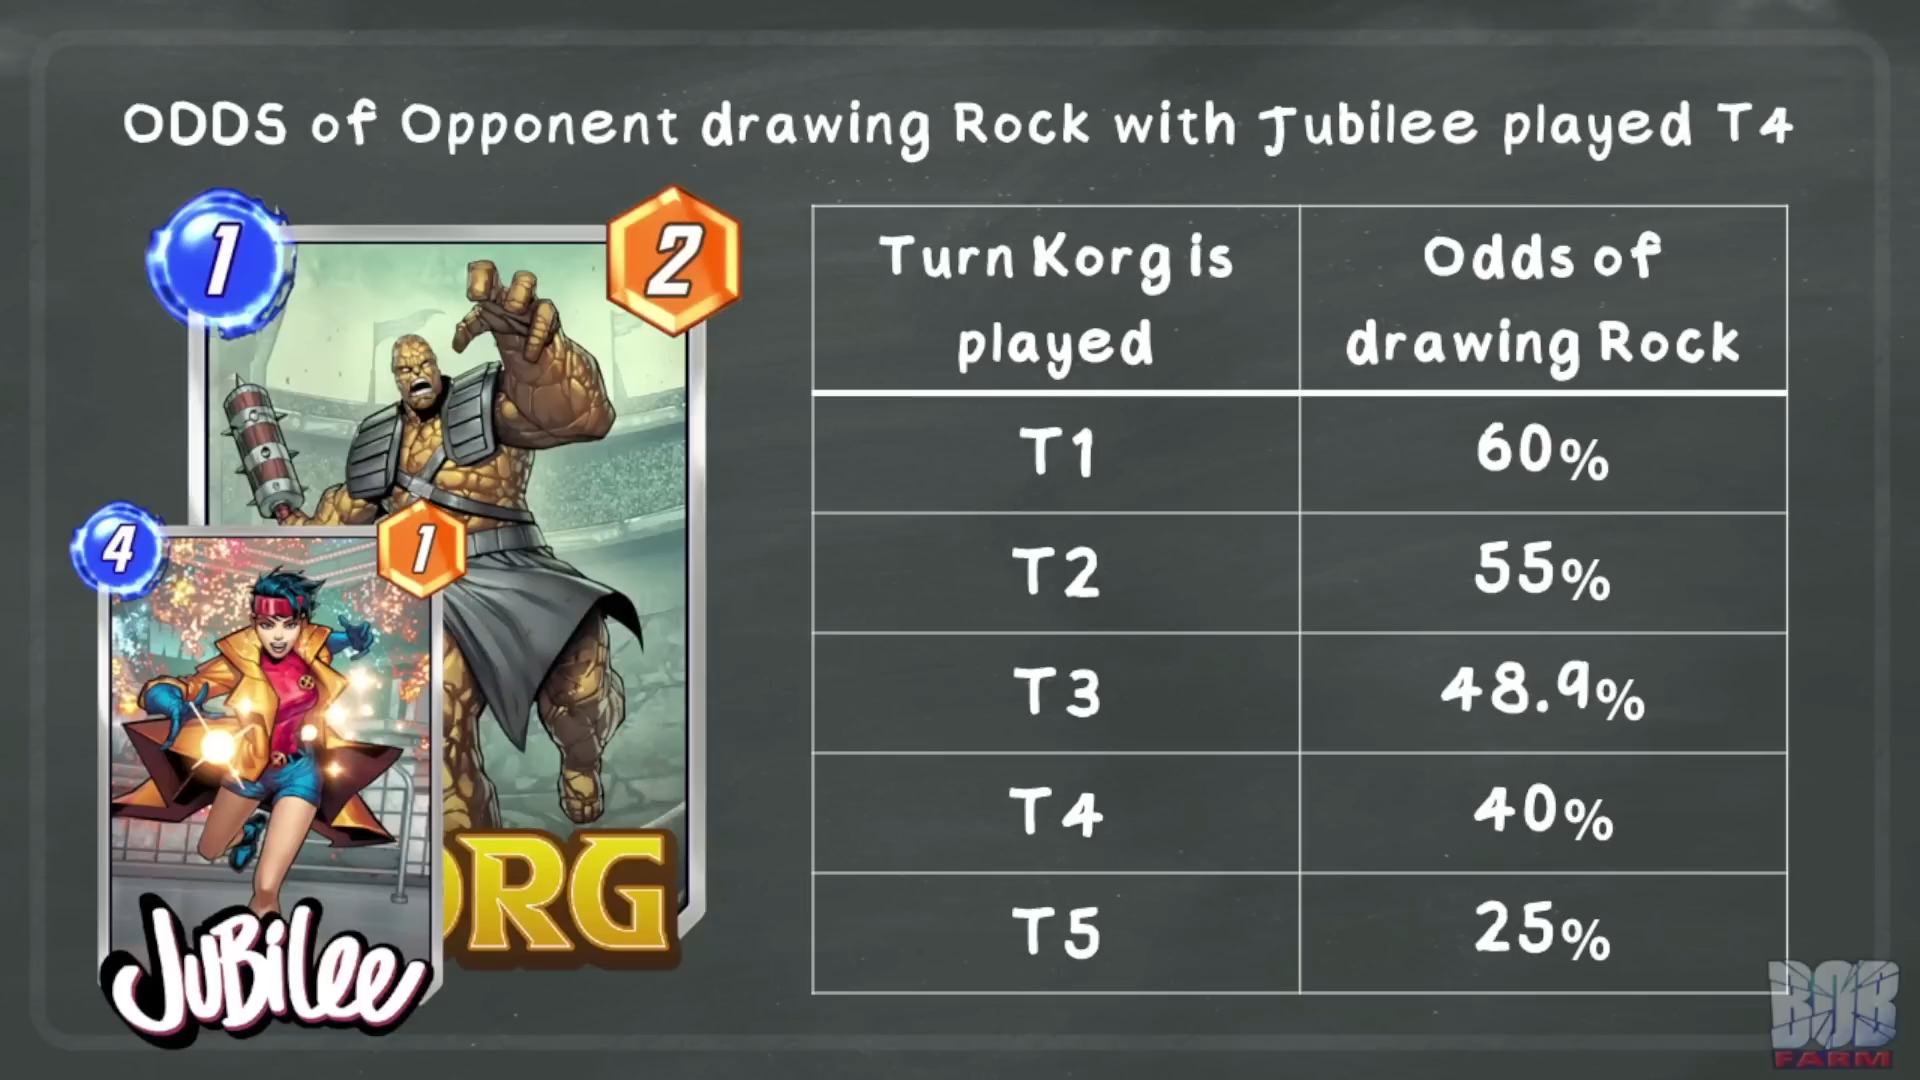 ODDS of Opponent drawing Rock with Jubilee played T4
1
2
Turn Korg is
played
Odds of
drawing Rock
T1
60%
T2
55%
4
1
T3
48.9%
T4
40%
ORG
T5
25%
JUBiLee
BOB
FARM